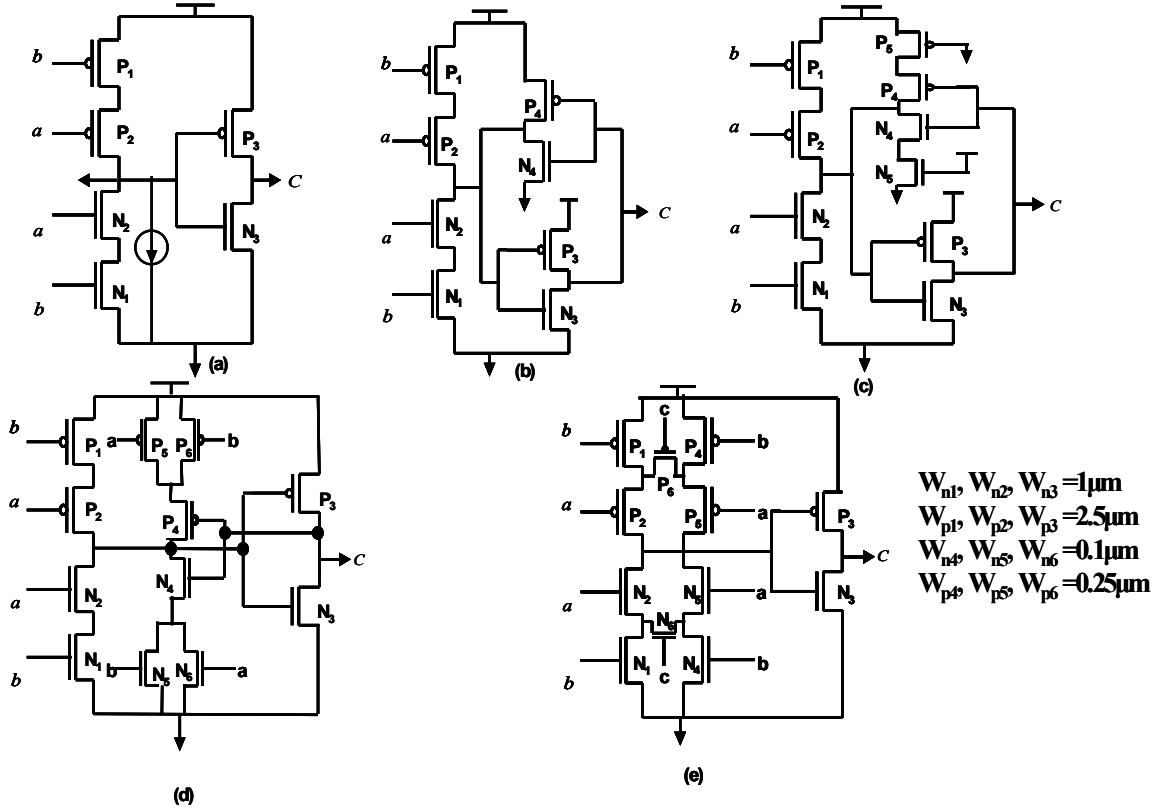 b
P1
a
P2
P3
C
N2
a
N3
N1
b
(a)
b
P1
P4
a
P2
N4
C
N2
a
P3
b
N1
N3
(b)
P5
b
P1
P4
a
N4
P2
N5
C
N2
a
P3
b
N1
N3
(c)
b
P1
a
P5
P6
b
a
P2
P4
P3
C
N4
a
N2
N3
N1
b
N5
N6
a
b
(d)
c
b
P1
P4
b
P6
a
P2
P5
a
P3
C
a
N2
N5
a
N3
N6
N1
c
N4
b
b
(e)
Wn1, Wn2, Wn3 =1μm
Wp1, Wp2, Wp3 =2.5μm
Wn4, Wn5, Wn6 =0.1μm
Wp4, Wp5, Wp6 =0.25μm